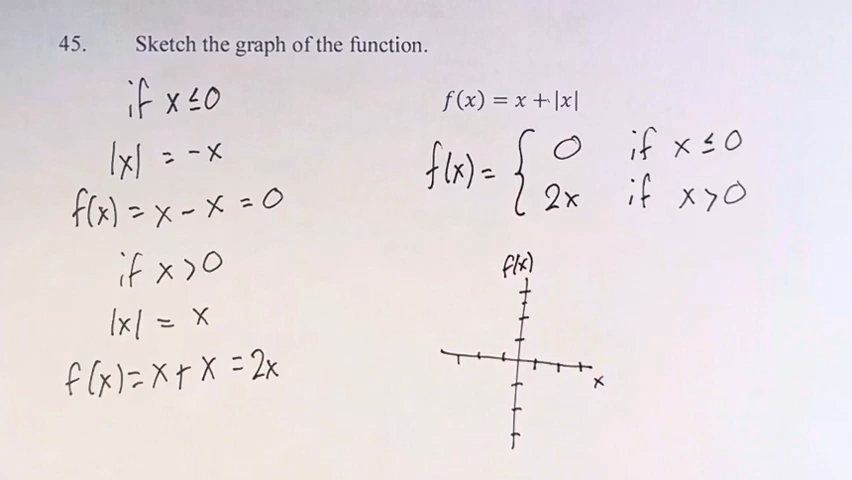 45. Sketch the graph of the function.
if x ≤ 0
|x| = -x
f(x) = x - x = 0
if x > 0
|x| = x
f(x) = x + x = 2x
f(x) = x + |x|
f(x) = { 0 if x ≤ 0
2x if x > 0
f(x)
x